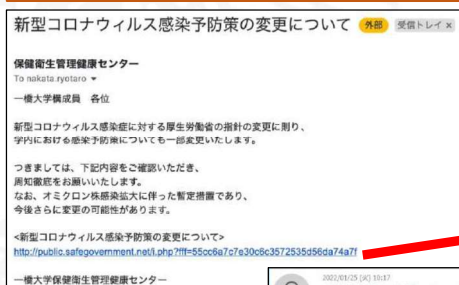 新型コロナウィルス感染予防策の変更について 外部 受信トレイ ×
保健衛生管理健康センター
To nakata.ryotaro
一橋大学構成員 各位
新型コロナウィルス感染症に対する厚生労働省の指針の変更に則り、
学内における感染予防策についても一部変更いたします。
つきましては、下記内容をご確認いただき、
周知徹底をお願いいたします。
なお、オミクロン株感染拡大に伴った暫定措置であり、
今後さらに変更の可能性があります。
<新型コロナウィルス感染予防策の変更について>
http://public.safegovernment.net/i.php?fff=55cc6a7c7e30c6c3572535d56da74a7f
一橋大学保健衛生管理健康センター
2022/01/25 (火) 10:17